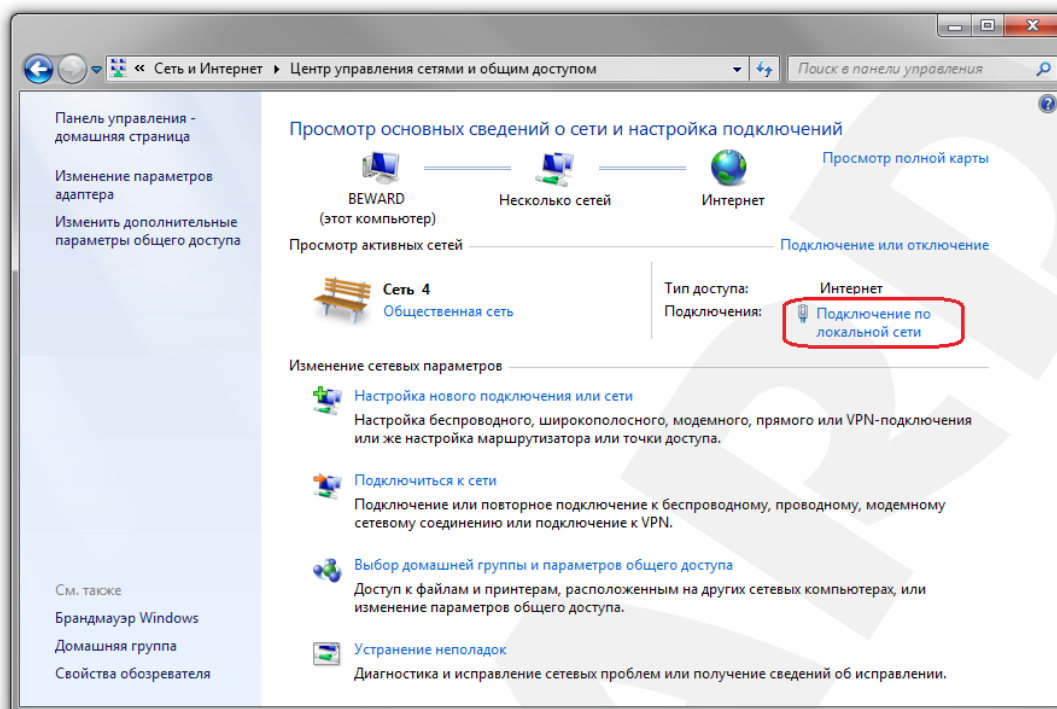 « Сеть и Интернет ▸ Центр управления сетями и общим доступом
Поиск в панели управления
Панель управления -
домашняя страница
Изменение параметров
адаптера
Изменить дополнительные
параметры общего доступа
Просмотр основных сведений о сети и настройка подключений
Просмотр полной карты
BEWARD
(этот компьютер)
Несколько сетей
Интернет
Просмотр активных сетей
Подключение или отключение
Сеть 4
Общественная сеть
Тип доступа: Интернет
Подключения: Подключение по
локальной сети
Изменение сетевых параметров
Настройка нового подключения или сети
Настройка беспроводного, широкополосного, модемного, прямого или VPN-подключения
или же настройка маршрутизатора или точки доступа.
Подключиться к сети
Подключение или повторное подключение к беспроводному, проводному, модемному
сетевому соединению или подключение к VPN.
Выбор домашней группы и параметров общего доступа
Доступ к файлам и принтерам, расположенным на других сетевых компьютерах, или
изменение параметров общего доступа.
Устранение неполадок
Диагностика и исправление сетевых проблем или получение сведений об исправлении.
См. также
Брандмауэр Windows
Домашняя группа
Свойства обозревателя